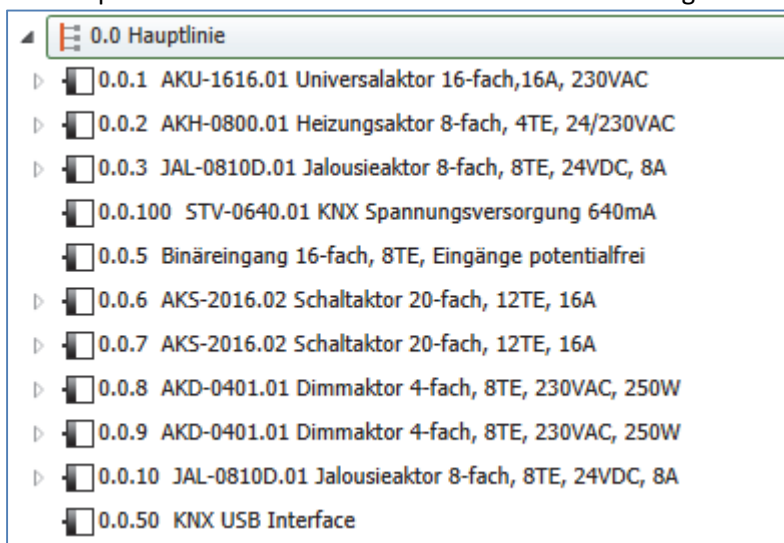 0.0 Hauptlinie
0.0.1 AKU-1616.01 Universalaktor 16-fach,16A, 230VAC
0.0.2 AKH-0800.01 Heizungsaktor 8-fach, 4TE, 24/230VAC
0.0.3 JAL-0810D.01 Jalousieaktor 8-fach, 8TE, 24VDC, 8A
0.0.100 STV-0640.01 KNX Spannungsversorgung 640mA
0.0.5 Binäreingang 16-fach, 8TE, Eingänge potentialfrei
0.0.6 AKS-2016.02 Schaltaktor 20-fach, 12TE, 16A
0.0.7 AKS-2016.02 Schaltaktor 20-fach, 12TE, 16A
0.0.8 AKD-0401.01 Dimmaktor 4-fach, 8TE, 230VAC, 250W
0.0.9 AKD-0401.01 Dimmaktor 4-fach, 8TE, 230VAC, 250W
0.0.10 JAL-0810D.01 Jalousieaktor 8-fach, 8TE, 24VDC, 8A
0.0.50 KNX USB Interface